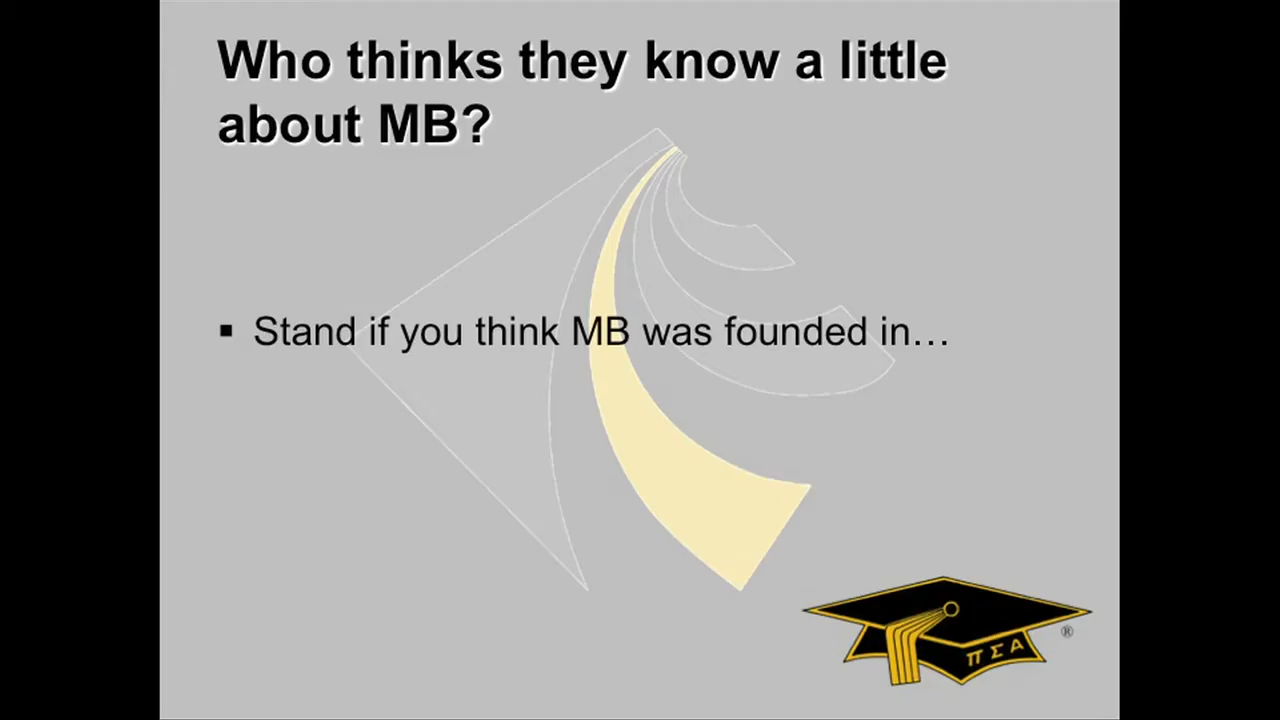 Who thinks they know a little
about MB?
▪ Stand if you think MB was founded in…
ΠΣΑ
®